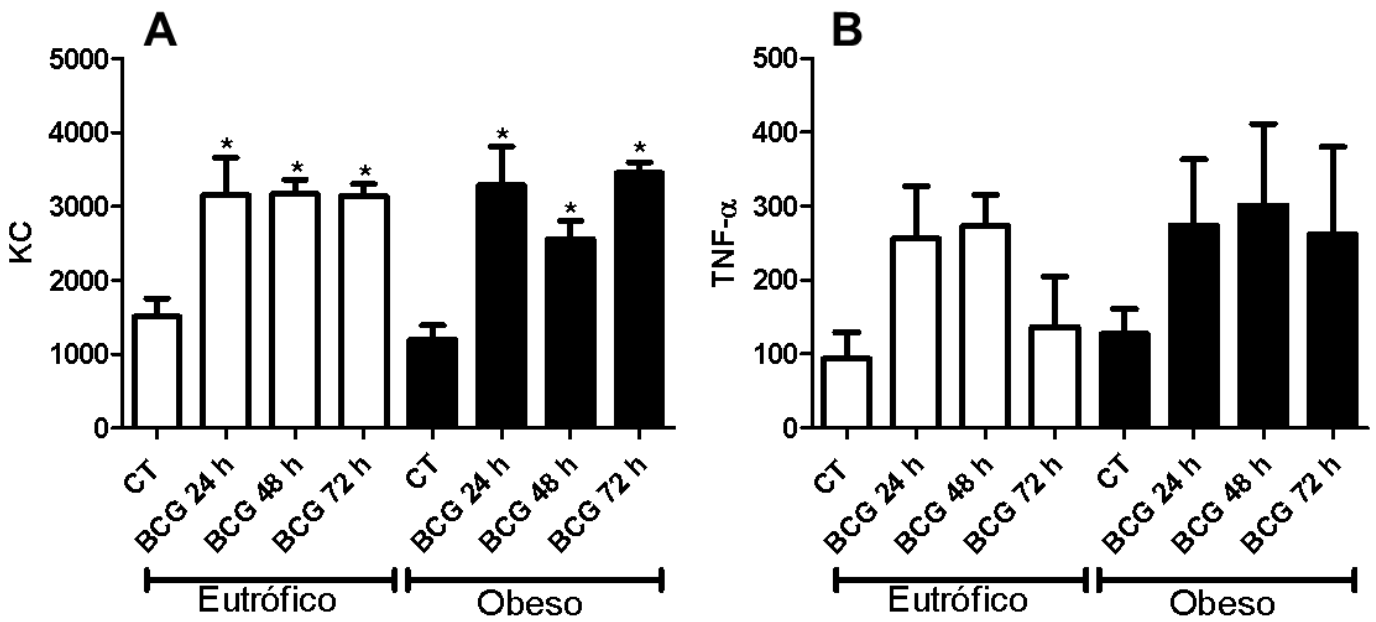 A
KC
5000
4000
3000
2000
1000
0
*
*
*
*
*
*
CT
BCG 24 h
BCG 48 h
BCG 72 h
CT
BCG 24 h
BCG 48 h
BCG 72 h
Eutrófico
Obeso
B
TNF-α
500
400
300
200
100
0
CT
BCG 24 h
BCG 48 h
BCG 72 h
CT
BCG 24 h
BCG 48 h
BCG 72 h
Eutrófico
Obeso